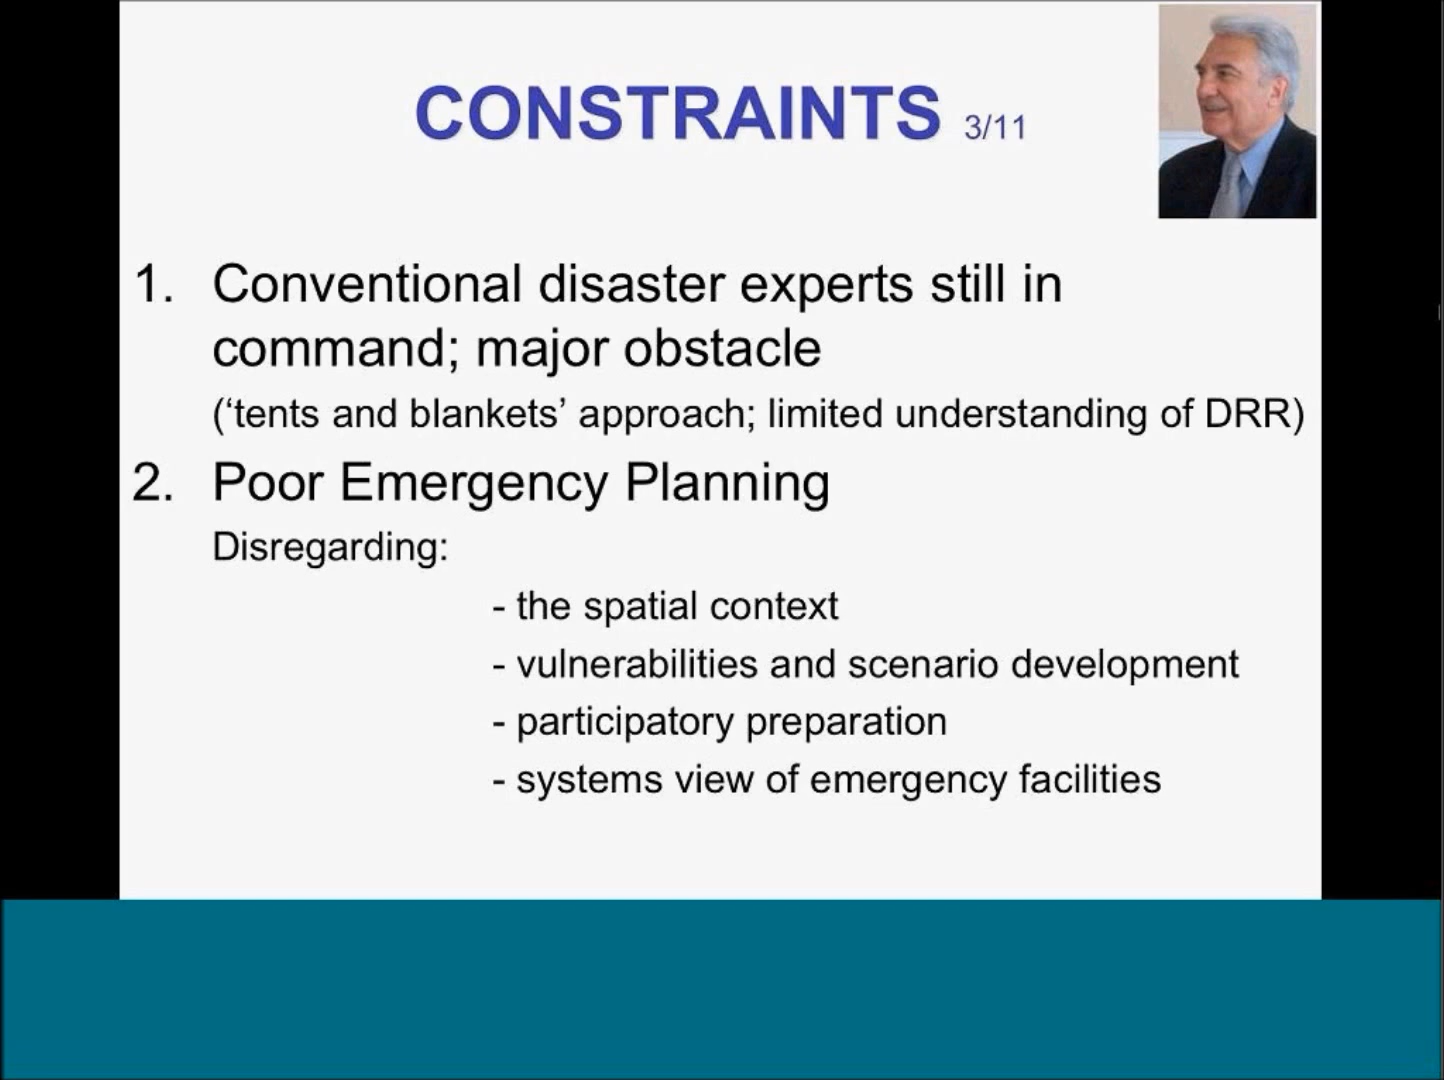 CONSTRAINTS 3/11
1. Conventional disaster experts still in
command; major obstacle
(‘tents and blankets’ approach; limited understanding of DRR)
2. Poor Emergency Planning
Disregarding:
- the spatial context
- vulnerabilities and scenario development
- participatory preparation
- systems view of emergency facilities